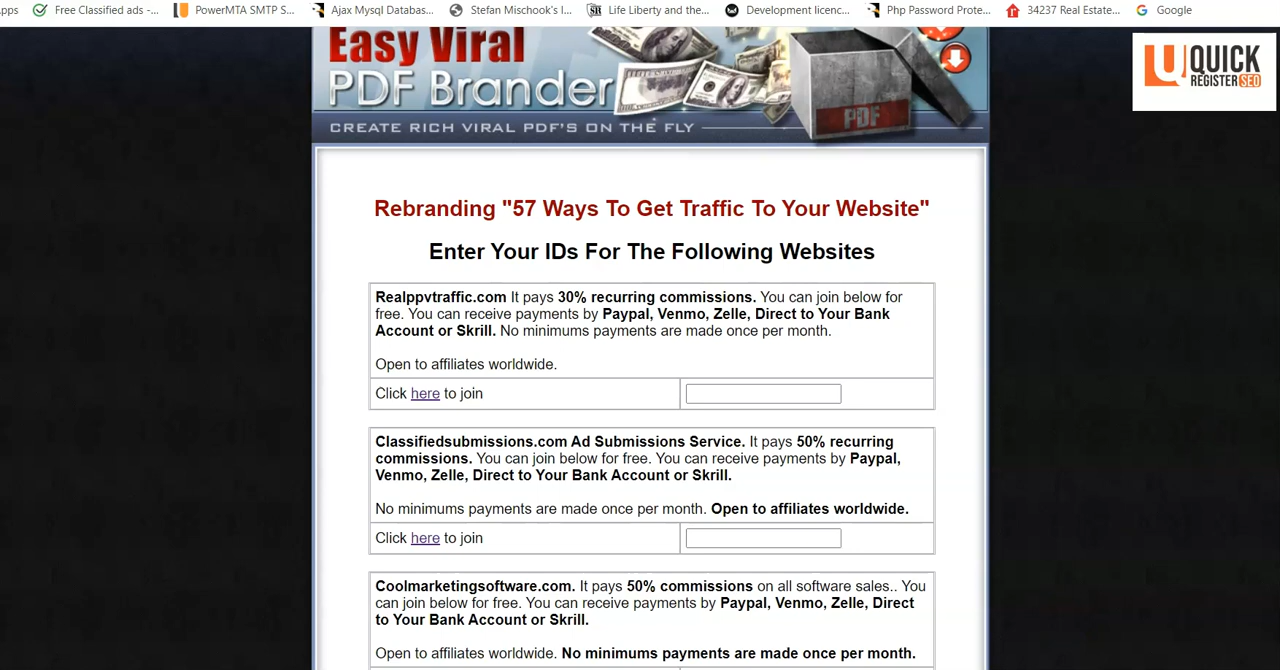 pps Free Classified ads -... PowerMTA SMTP S... Ajax Mysql Databas... Stefan Mischook's I... Life Liberty and the... Development licenc... Php Password Prote... 34237 Real Estate... Google
Easy Viral
PDF Brander
PDF
CREATE RICH VIRAL PDF'S ON THE FLY
U QUICK
REGISTER SEO
Rebranding "57 Ways To Get Traffic To Your Website"
Enter Your IDs For The Following Websites
Realppvtraffic.com It pays 30% recurring commissions. You can join below for
free. You can receive payments by Paypal, Venmo, Zelle, Direct to Your Bank
Account or Skrill. No minimums payments are made once per month.
Open to affiliates worldwide.
Click here to join
Classifiedsubmissions.com Ad Submissions Service. It pays 50% recurring
commissions. You can join below for free. You can receive payments by Paypal,
Venmo, Zelle, Direct to Your Bank Account or Skrill.
No minimums payments are made once per month. Open to affiliates worldwide.
Click here to join
Coolmarketingsoftware.com. It pays 50% commissions on all software sales.. You
can join below for free. You can receive payments by Paypal, Venmo, Zelle, Direct
to Your Bank Account or Skrill.
Open to affiliates worldwide. No minimums payments are made once per month.